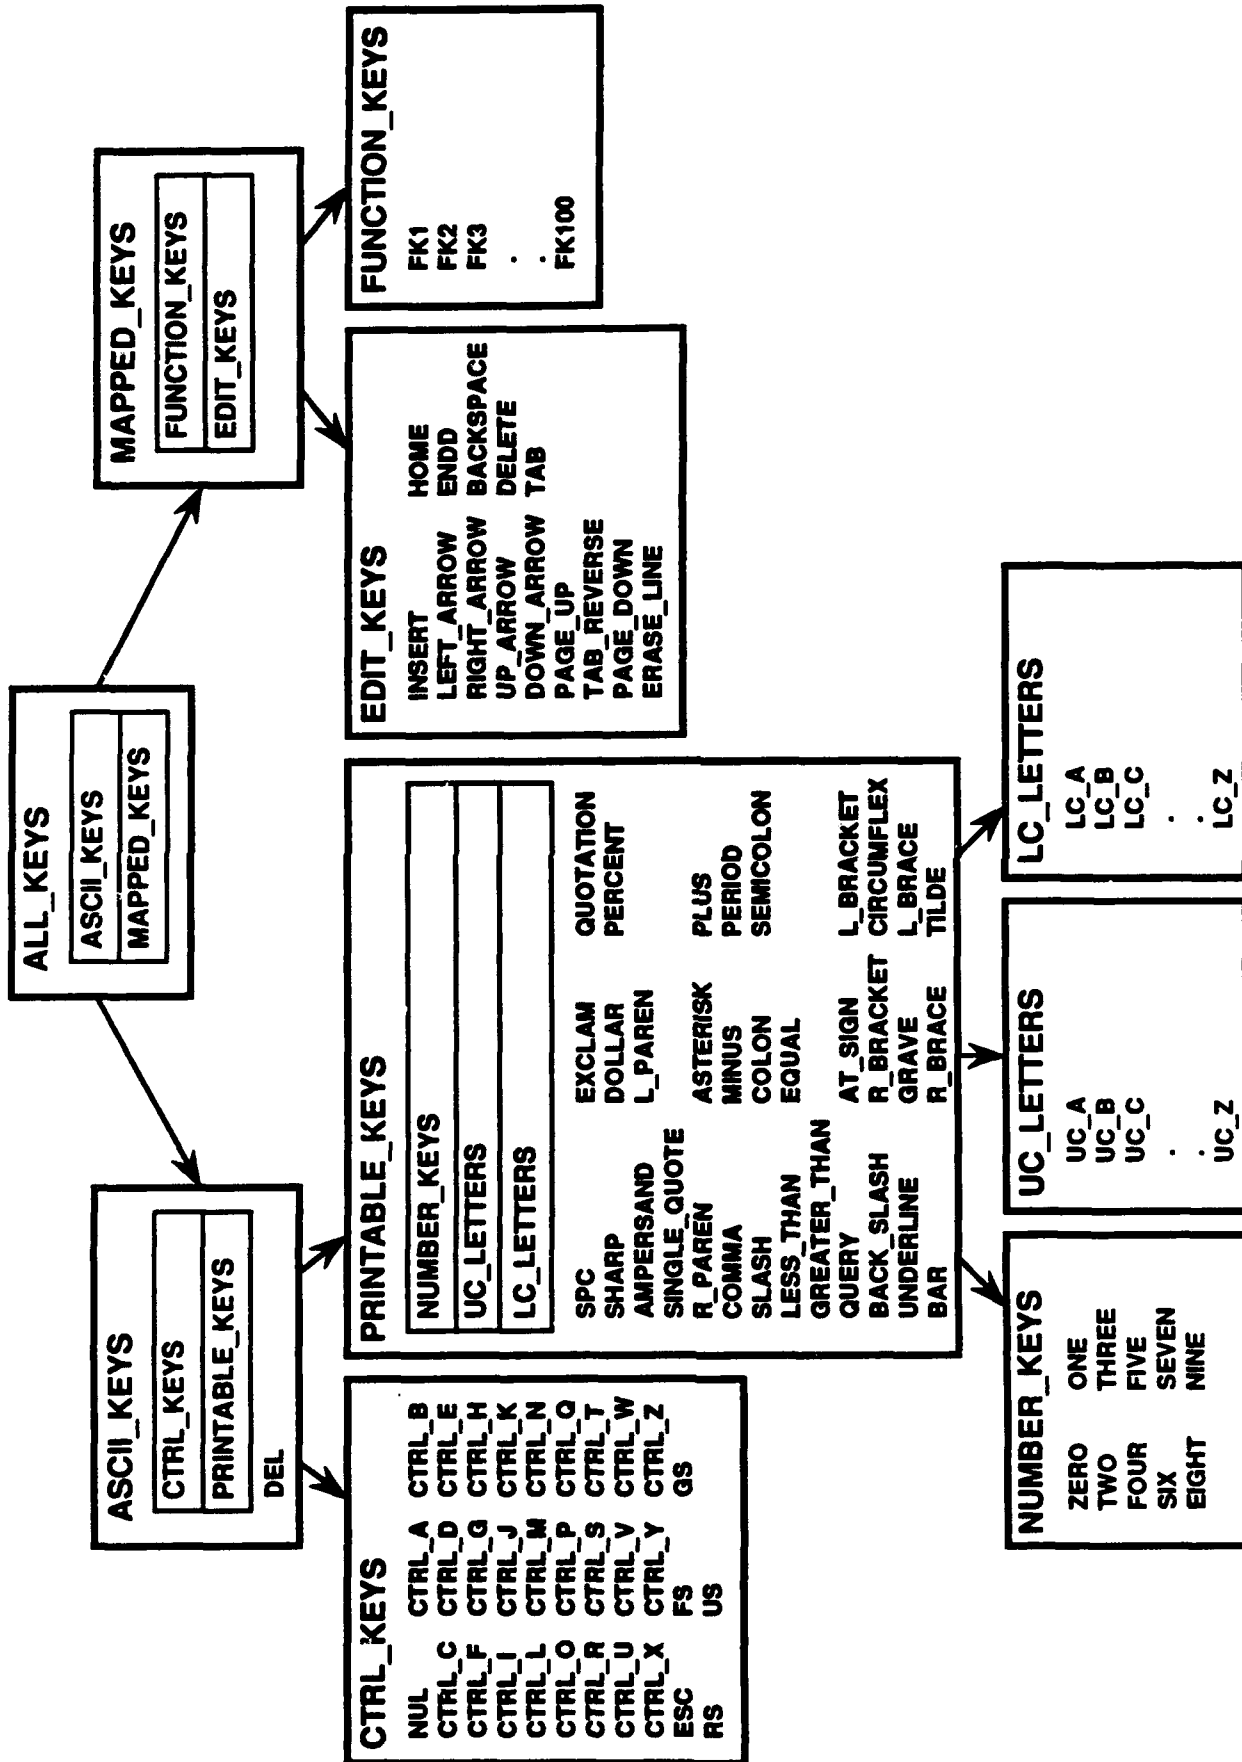 ALL_KEYS
ASCII_KEYS
MAPPED_KEYS
ASCII_KEYS
CTRL_KEYS
PRINTABLE_KEYS
DEL
MAPPED_KEYS
FUNCTION_KEYS
EDIT_KEYS
CTRL_KEYS
NUL CTRL_A CTRL_B
CTRL_C CTRL_D CTRL_E
CTRL_F CTRL_G CTRL_H
CTRL_I CTRL_J CTRL_K
CTRL_L CTRL_M CTRL_N
CTRL_O CTRL_P CTRL_Q
CTRL_R CTRL_S CTRL_T
CTRL_U CTRL_V CTRL_W
CTRL_X CTRL_Y CTRL_Z
ESC FS GS
RS US
PRINTABLE_KEYS
NUMBER_KEYS
UC_LETTERS
LC_LETTERS
SPC EXCLAM QUOTATION
SHARP DOLLAR PERCENT
AMPERSAND L_PAREN
SINGLE_QUOTE
R_PAREN ASTERISK PLUS
COMMA MINUS PERIOD
SLASH COLON SEMICOLON
LESS_THAN EQUAL
GREATER_THAN
QUERY AT_SIGN L_BRACKET
BACK_SLASH R_BRACKET CIRCUMFLEX
UNDERLINE GRAVE L_BRACE
BAR R_BRACE TILDE
EDIT_KEYS
INSERT HOME
LEFT_ARROW ENDD
RIGHT_ARROW BACKSPACE
UP_ARROW DELETE
DOWN_ARROW TAB
PAGE_UP
TAB_REVERSE
PAGE_DOWN
ERASE_LINE
FUNCTION_KEYS
FK1
FK2
FK3
.
.
FK100
NUMBER_KEYS
ZERO ONE
TWO THREE
FOUR FIVE
SIX SEVEN
EIGHT NINE
UC_LETTERS
UC_A
UC_B
UC_C
.
.
UC_Z
LC_LETTERS
LC_A
LC_B
LC_C
.
.
LC_Z